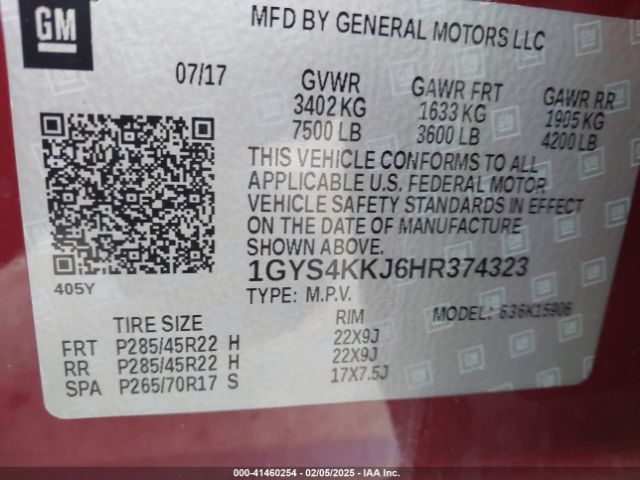 GM
MFD BY GENERAL MOTORS LLC
07/17
GVWR
3402 KG
7500 LB
GAWR FRT
1633 KG
3600 LB
GAWR RR
1905 KG
4200 LB
THIS VEHICLE CONFORMS TO ALL
APPLICABLE U.S. FEDERAL MOTOR
VEHICLE SAFETY STANDARDS IN EFFECT
ON THE DATE OF MANUFACTURE
SHOWN ABOVE.
405Y
1GYS4KKJ6HR374323
TYPE: M.P.V.
MODEL: 636K15906
TIRE SIZE RIM
FRT P285/45R22 H 22X9J
RR P285/45R22 H 22X9J
SPA P265/70R17 S 17X7.5J
000-41460254 - 02/05/2025 - IAAI.COM